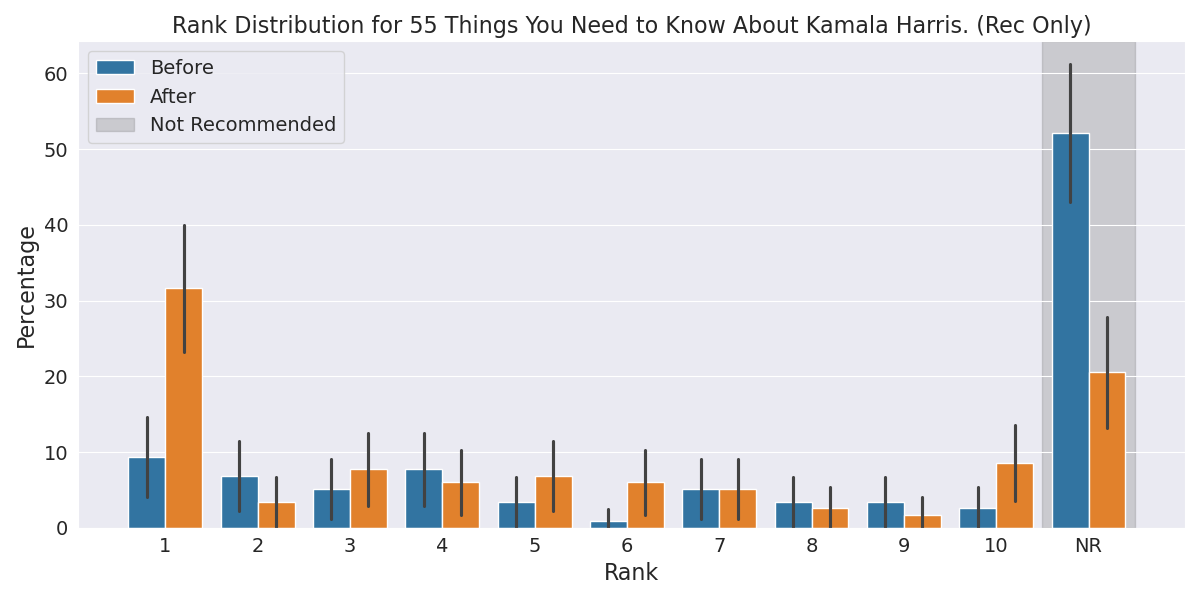 Rank Distribution for 55 Things You Need to Know About Kamala Harris. (Rec Only)
Before
After
Not Recommended
Percentage
60
50
40
30
20
10
0
1 2 3 4 5 6 7 8 9 10 NR
Rank